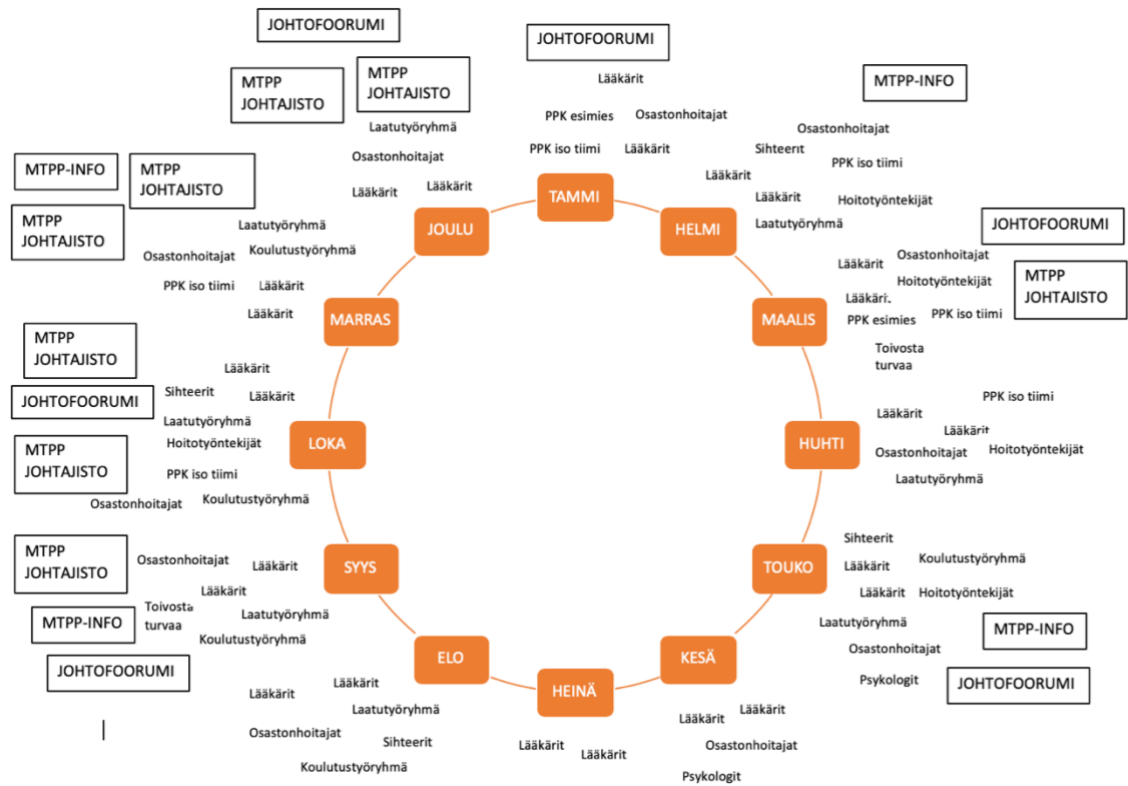 JOHTOFOORUMI
MTPP
JOHTAJISTO
MTPP
JOHTAJISTO
Laatutyöryhmä
Osastonhoitajat
Lääkärit
Lääkärit
JOULU
JOHTOFOORUMI
Lääkärit
PPK esimies
Osastonhoitajat
PPK iso tiimi
Lääkärit
TAMMI
MTPP-INFO
Osastonhoitajat
Sihteerit
PPK iso tiimi
Lääkärit
Lääkärit
Hoitotyöntekijät
Laatutyöryhmä
HELMI
JOHTOFOORUMI
Osastonhoitajat
Lääkärit
Hoitotyöntekijät
MTPP
JOHTAJISTO
Lääkärit
PPK esimies
PPK iso tiimi
Toivosta
turvaa
MAALIS
PPK iso tiimi
Lääkärit
Lääkärit
Osastonhoitajat
Hoitotyöntekijät
Laatutyöryhmä
HUHTI
Sihteerit
Koulutustyöryhmä
Lääkärit
Lääkärit
Hoitotyöntekijät
Laatutyöryhmä
MTPP-INFO
Osastonhoitajat
Psykologit
JOHTOFOORUMI
TOUKO
KESÄ
Lääkärit
Lääkärit
Osastonhoitajat
Psykologit
HEINÄ
Lääkärit
Lääkärit
ELO
Lääkärit
Lääkärit
Laatutyöryhmä
Osastonhoitajat
Sihteerit
Koulutustyöryhmä
SYYS
MTPP
JOHTAJISTO
Osastonhoitajat
Lääkärit
Lääkärit
MTPP-INFO
Toivosta
turvaa
Laatutyöryhmä
Koulutustyöryhmä
JOHTOFOORUMI
LOKA
MTPP
JOHTAJISTO
Lääkärit
JOHTOFOORUMI
Sihteerit
Lääkärit
Laatutyöryhmä
MTPP
JOHTAJISTO
Hoitotyöntekijät
PPK iso tiimi
Osastonhoitajat
Koulutustyöryhmä
MARRAS
MTPP-INFO
MTPP
JOHTAJISTO
MTPP
JOHTAJISTO
Laatutyöryhmä
Osastonhoitajat
Koulutustyöryhmä
PPK iso tiimi
Lääkärit
Lääkärit